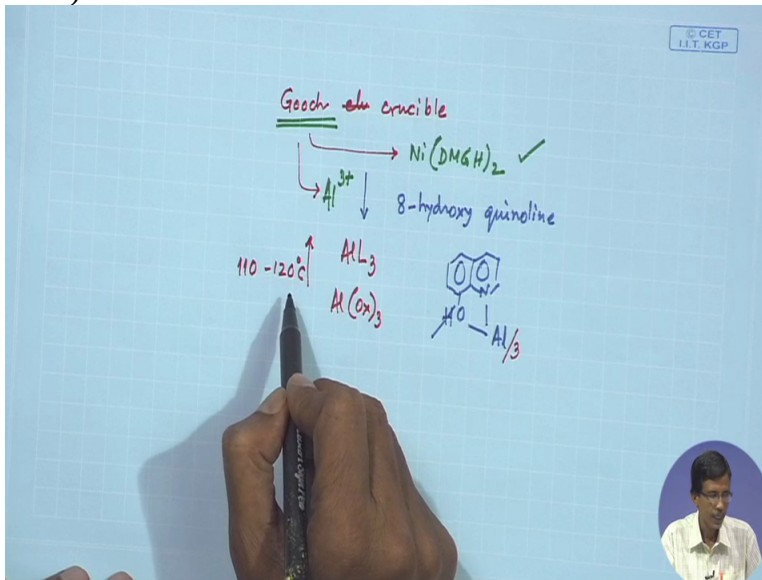 © CET
I.I.T. KGP
Gooch crucible
Ni(DMGH)2 ✓
Al3+
8-hydroxy quinoline
110-120°C
AlL3
Al(Ox)3
N
HO
Al/3